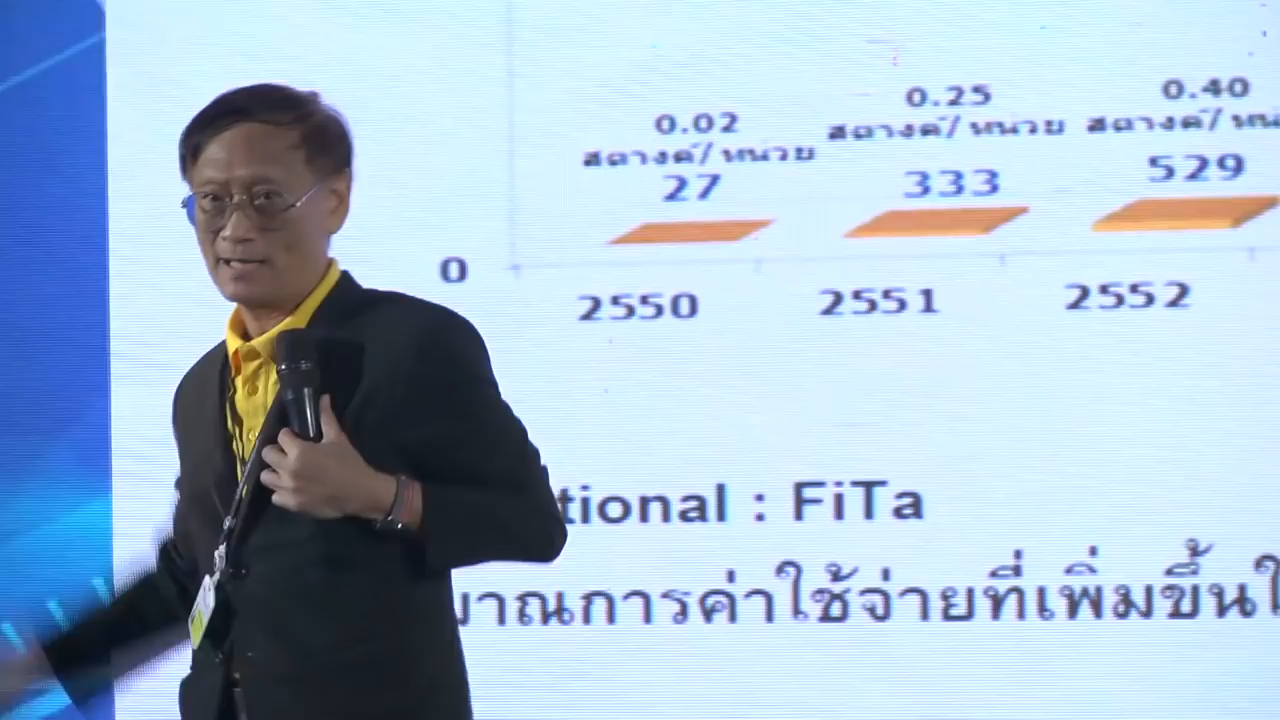 0.02 0.25 0.40
สตางค์/หน่วย สตางค์/หน่วย สตางค์/
27 333 529
0
2550 2551 2552
tional : FiTa
มาณการค่าใช้จ่ายที่เพิ่มขึ้นใ